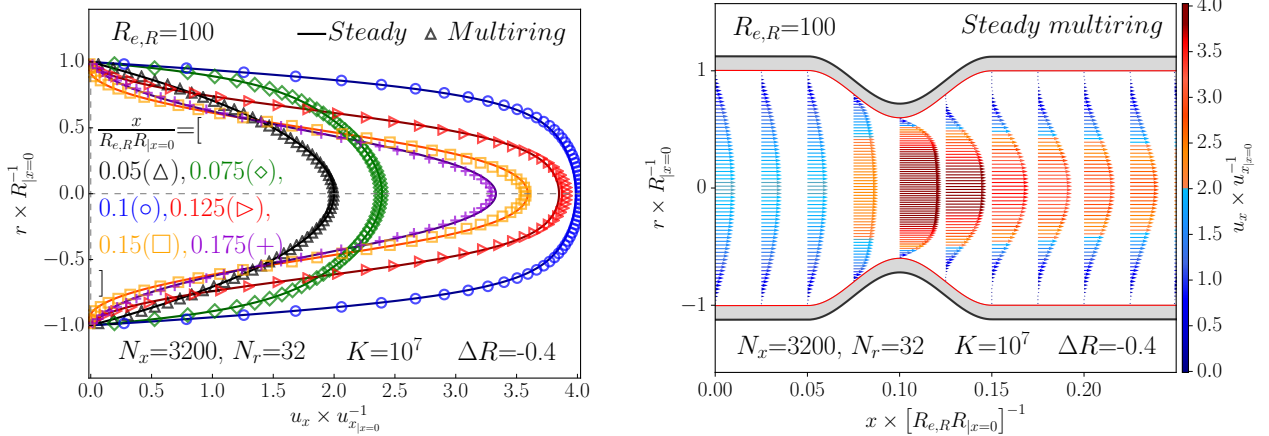 R_{e,R}=100
Steady △ Multiring
x / R_{e,R}R_{|x=0} =[
0.05(△), 0.075(◇),
0.1(○), 0.125(▷),
0.15(□), 0.175(+)
]
N_x=3200, N_r=32 K=10^7 ΔR=-0.4
1.0
0.5
0.0
−0.5
−1.0
r × R_{|x=0}^{-1}
0.0 1.0 1.5 2.0 2.5 3.0 3.5 4.0
u_x × u_{x_{|x=0}}^{-1}
R_{e,R}=100
Steady multiring
N_x=3200, N_r=32 K=10^7 ΔR=-0.4
1
0
−1
r × R_{|x=0}^{-1}
0.00 0.05 0.10 0.15 0.20
x × [R_{e,R}R_{|x=0}]^{-1}
4.0
3.5
3.0
2.5
2.0
1.5
1.0
0.5
0.0
u_x × u_{x_{|x=0}}^{-1}